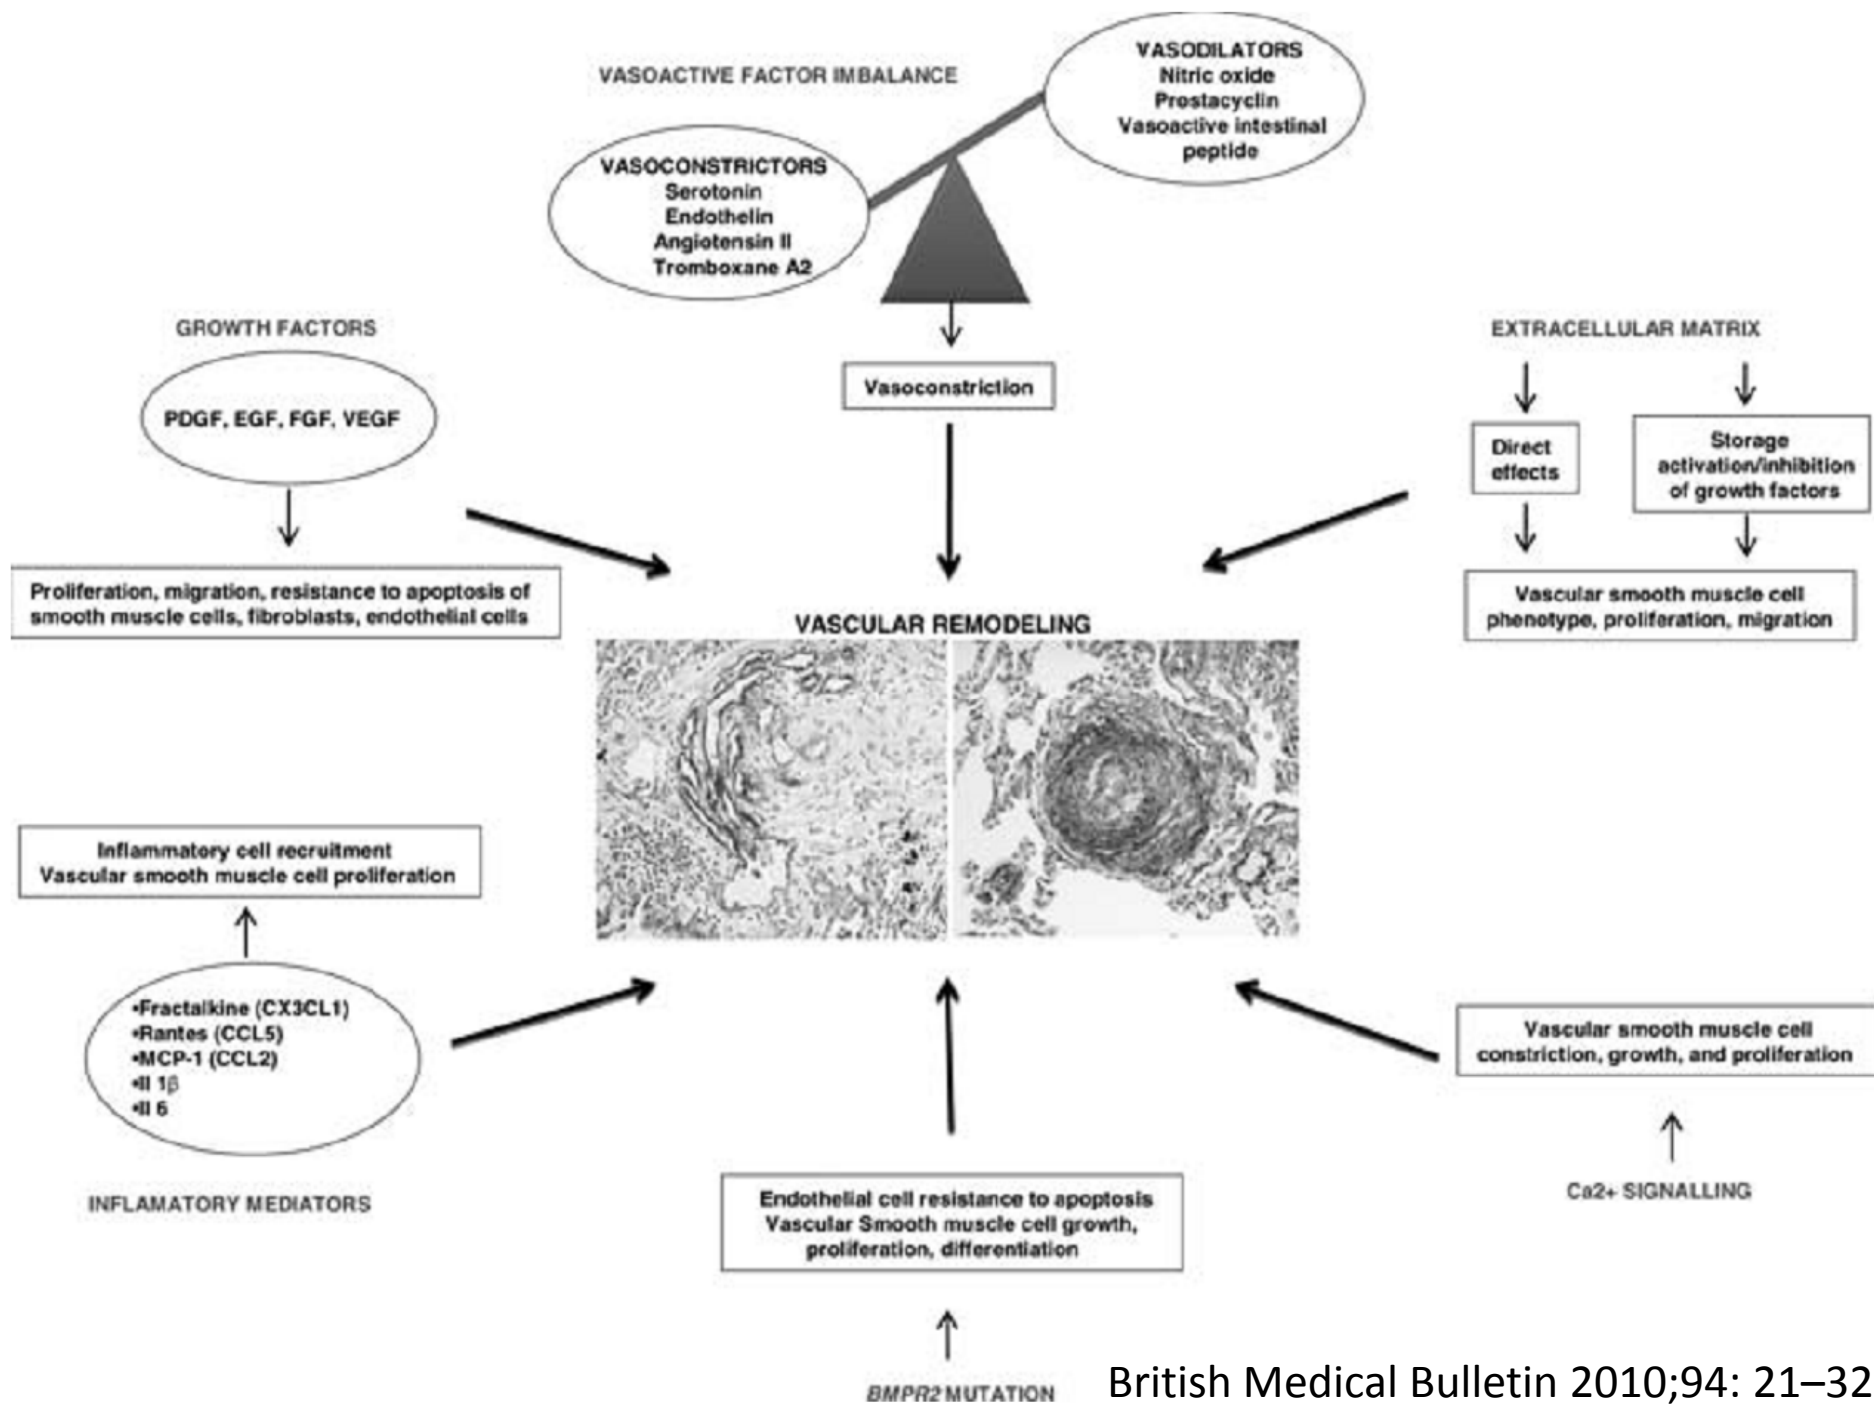 VASOACTIVE FACTOR IMBALANCE
VASODILATORS
Nitric oxide
Prostacyclin
Vasoactive intestinal
peptide
VASOCONSTRICTORS
Serotonin
Endothelin
Angiotensin II
Tromboxane A2
Vasoconstriction
GROWTH FACTORS
PDGF, EGF, FGF, VEGF
Proliferation, migration, resistance to apoptosis of
smooth muscle cells, fibroblasts, endothelial cells
EXTRACELLULAR MATRIX
Direct
effects
Storage
activation/inhibition
of growth factors
Vascular smooth muscle cell
phenotype, proliferation, migration
VASCULAR REMODELING
Inflammatory cell recruitment
Vascular smooth muscle cell proliferation
•Fractalkine (CX3CL1)
•Rantes (CCL5)
•MCP-1 (CCL2)
•Il 1β
•Il 6
INFLAMATORY MEDIATORS
Endothelial cell resistance to apoptosis
Vascular Smooth muscle cell growth,
proliferation, differentiation
BMPR2 MUTATION
Vascular smooth muscle cell
constriction, growth, and proliferation
Ca2+ SIGNALLING
British Medical Bulletin 2010;94: 21–32